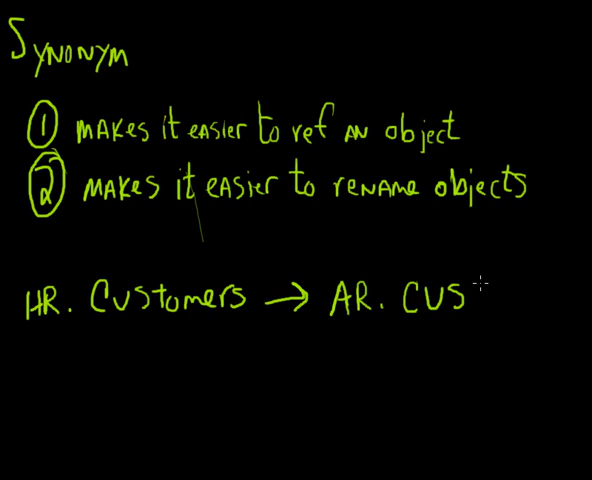 Synonym
① makes it easier to ref an object
② makes it easier to rename objects
HR. Customers → AR. CUS